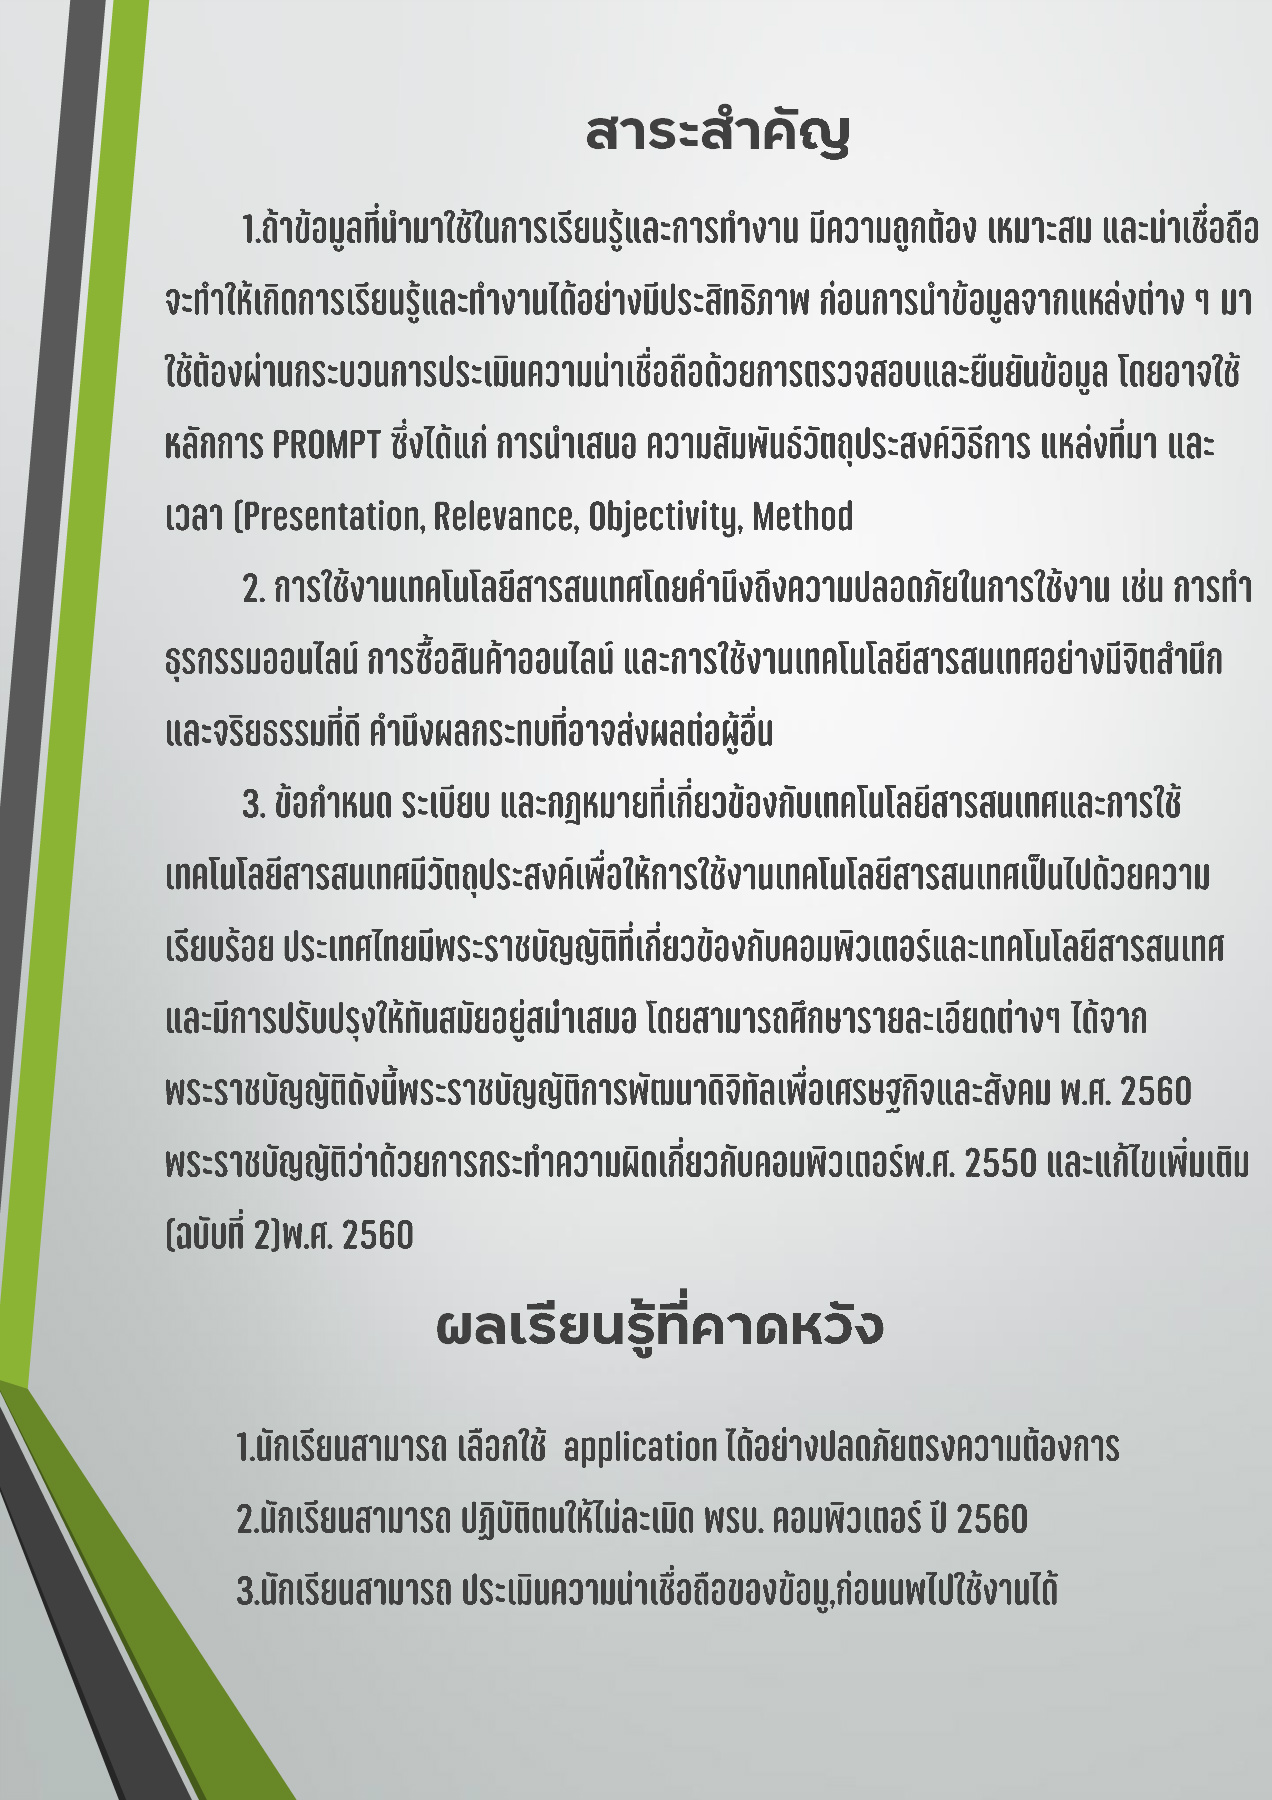 สาระสำคัญ
1.ถ้าข้อมูลที่นำมาใช้ในการเรียนรู้และการทำงาน มีความถูกต้อง เหมาะสม และน่าเชื่อถือ
จะทำให้เกิดการเรียนรู้และทำงานได้อย่างมีประสิทธิภาพ ก่อนการนำข้อมูลจากแหล่งต่าง ๆ มา
ใช้ต้องผ่านกระบวนการประเมินความน่าเชื่อถือด้วยการตรวจสอบและยืนยันข้อมูล โดยอาจใช้
หลักการ PROMPT ซึ่งได้แก่ การนำเสนอ ความสัมพันธ์วัตถุประสงค์วิธีการ แหล่งที่มา และ
เวลา (Presentation, Relevance, Objectivity, Method
2. การใช้งานเทคโนโลยีสารสนเทศโดยคำนึงถึงความปลอดภัยในการใช้งาน เช่น การทำ
ธุรกรรมออนไลน์ การซื้อสินค้าออนไลน์ และการใช้งานเทคโนโลยีสารสนเทศอย่างมีจิตสำนึก
และจริยธรรมที่ดี คำนึงผลกระทบที่อาจส่งผลต่อผู้อื่น
3. ข้อกำหนด ระเบียบ และกฎหมายที่เกี่ยวข้องกับเทคโนโลยีสารสนเทศและการใช้
เทคโนโลยีสารสนเทศมีวัตถุประสงค์เพื่อให้การใช้งานเทคโนโลยีสารสนเทศเป็นไปด้วยความ
เรียบร้อย ประเทศไทยมีพระราชบัญญัติที่เกี่ยวข้องกับคอมพิวเตอร์และเทคโนโลยีสารสนเทศ
และมีการปรับปรุงให้ทันสมัยอยู่สม่ำเสมอ โดยสามารถศึกษารายละเอียดต่างๆ ได้จาก
พระราชบัญญัติดังนี้พระราชบัญญัติการพัฒนาดิจิทัลเพื่อเศรษฐกิจและสังคม พ.ศ. 2560
พระราชบัญญัติว่าด้วยการกระทำความผิดเกี่ยวกับคอมพิวเตอร์พ.ศ. 2550 และแก้ไขเพิ่มเติม
(ฉบับที่ 2)พ.ศ. 2560
ผลเรียนรู้ที่คาดหวัง
1.นักเรียนสามารถ เลือกใช้ application ได้อย่างปลดภัยตรงความต้องการ
2.นักเรียนสามารถ ปฏิบัติตนให้ไม่ละเมิด พรบ. คอมพิวเตอร์ ปี 2560
3.นักเรียนสามารถ ประเมินความน่าเชื่อถือของข้อมู,ก่อนนพไปใช้งานได้